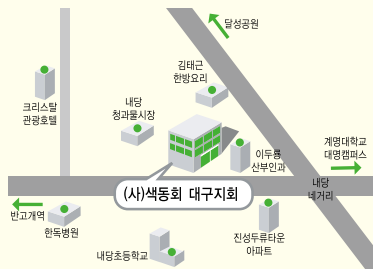 달성공원
김태근
한방요리
크리스탈
관광호텔
내당
청과물시장
계명대학교
대명캠퍼스
이두룡
산부인과
내당
네거리
(사)색동회 대구지회
반고개역
한독병원
진성두류타운
아파트
내당초등학교